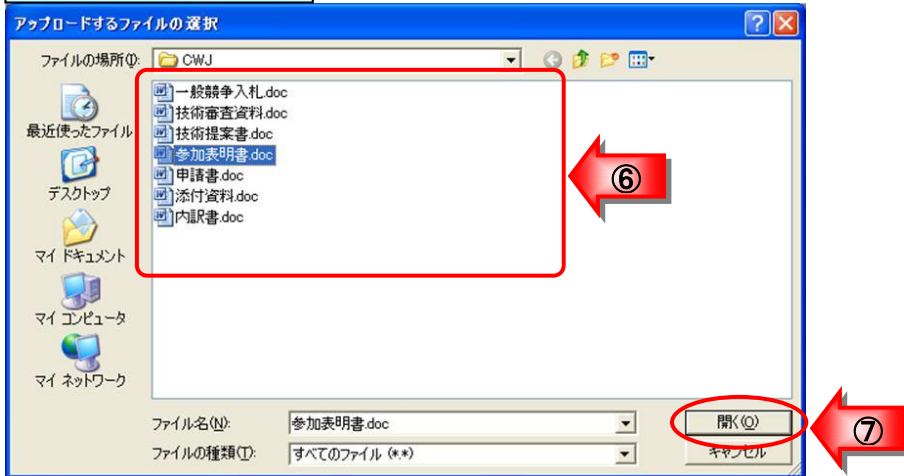 アップロードするファイルの選択
ファイルの場所(I):
CWJ
最近使ったファイル
デスクトップ
マイ ドキュメント
マイ コンピュータ
マイ ネットワーク
一般競争入札.doc
技術審査資料.doc
技術提案書.doc
参加表明書.doc
申請書.doc
添付資料.doc
内訳書.doc
⑥
ファイル名(N):
参加表明書.doc
開く(O)
⑦
ファイルの種類(T):
すべてのファイル (*.*)
キャンセル